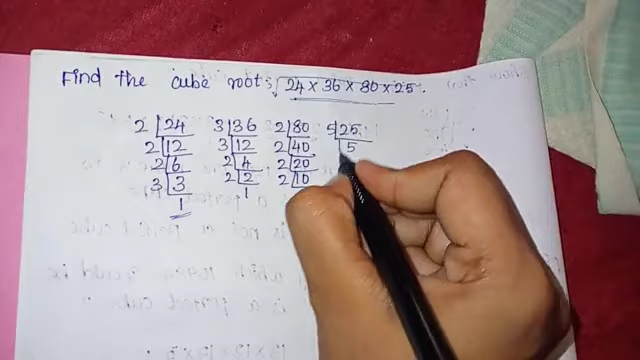 Find the cube root : ∛24 × 36 × 80 × 25.
2 | 24 3 | 36 2 | 80 5 | 25
2 | 12 3 | 12 2 | 40 5
2 | 6 2 | 4 2 | 20
3 | 3 2 | 2 2 | 10
1 1